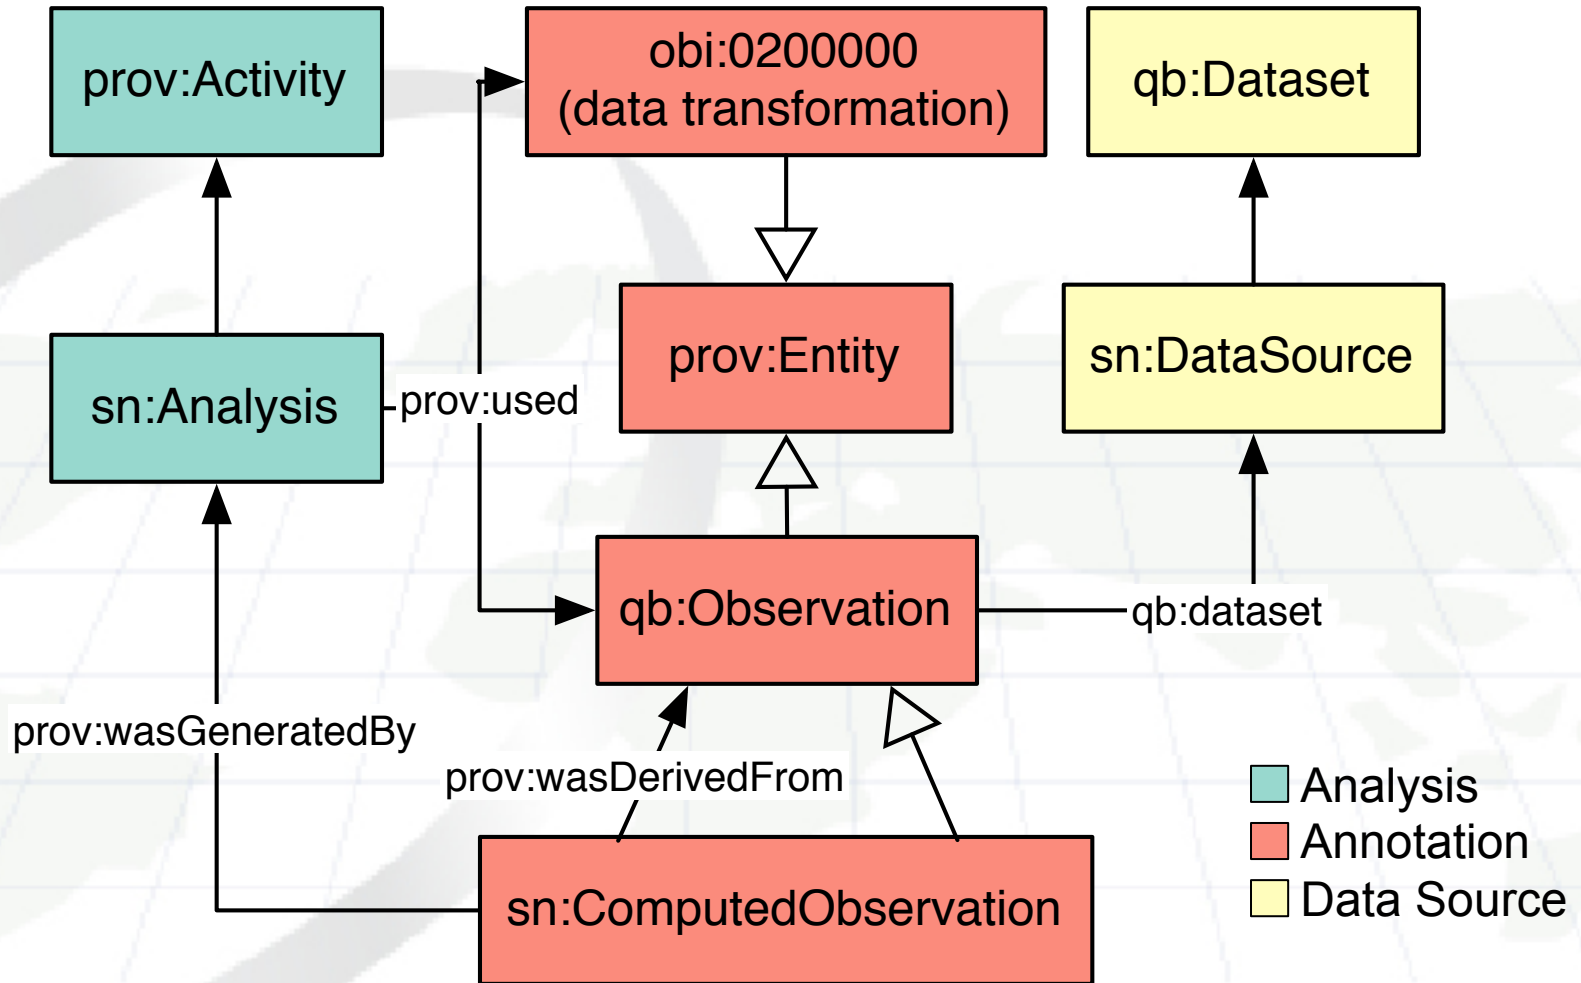 prov:Activity
obi:0200000
(data transformation)
qb:Dataset
sn:Analysis
prov:used
prov:Entity
sn:DataSource
qb:Observation
qb:dataset
prov:wasGeneratedBy
prov:wasDerivedFrom
sn:ComputedObservation
Analysis
Annotation
Data Source